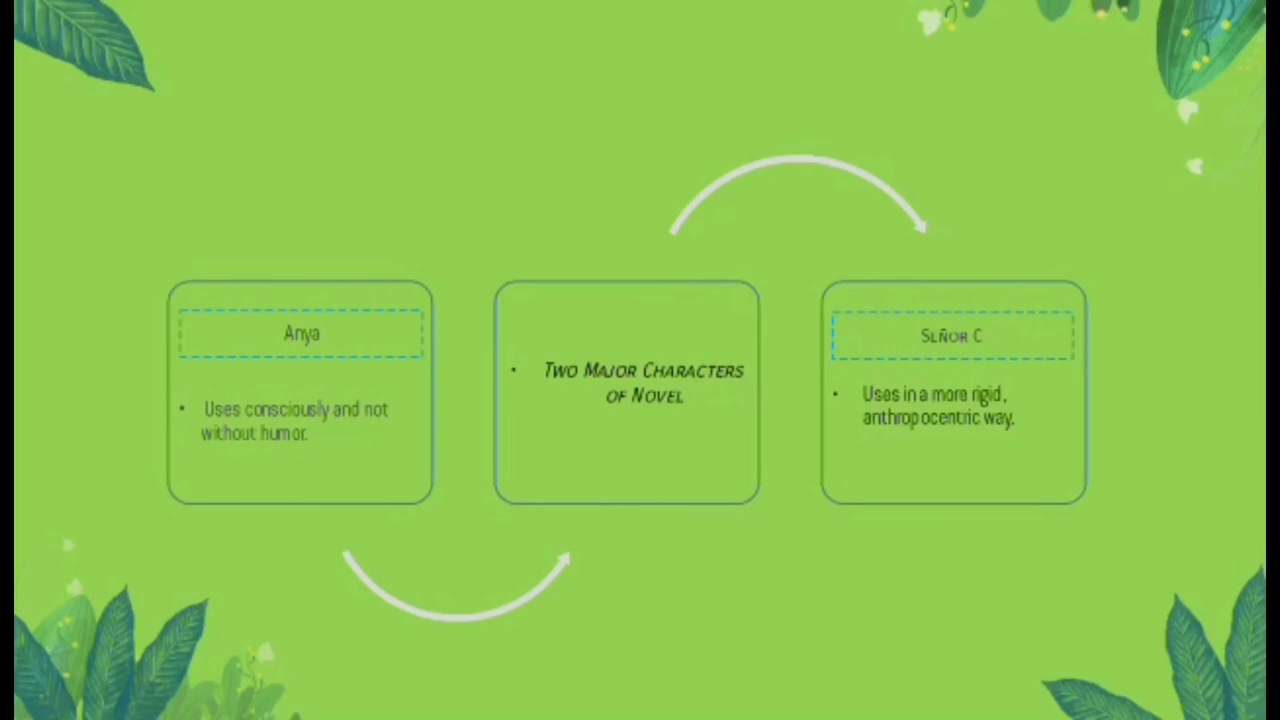 Anya
• Uses consciously and not
without humor.
• Two Major Characters
of Novel
Señor C
• Uses in a more rigid,
anthropocentric way.